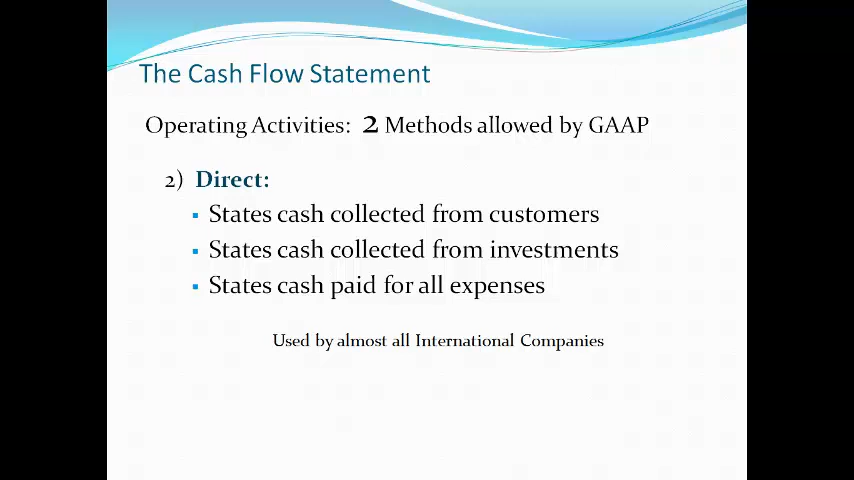 The Cash Flow Statement
Operating Activities: 2 Methods allowed by GAAP
2) Direct:
▪ States cash collected from customers
▪ States cash collected from investments
▪ States cash paid for all expenses
Used by almost all International Companies